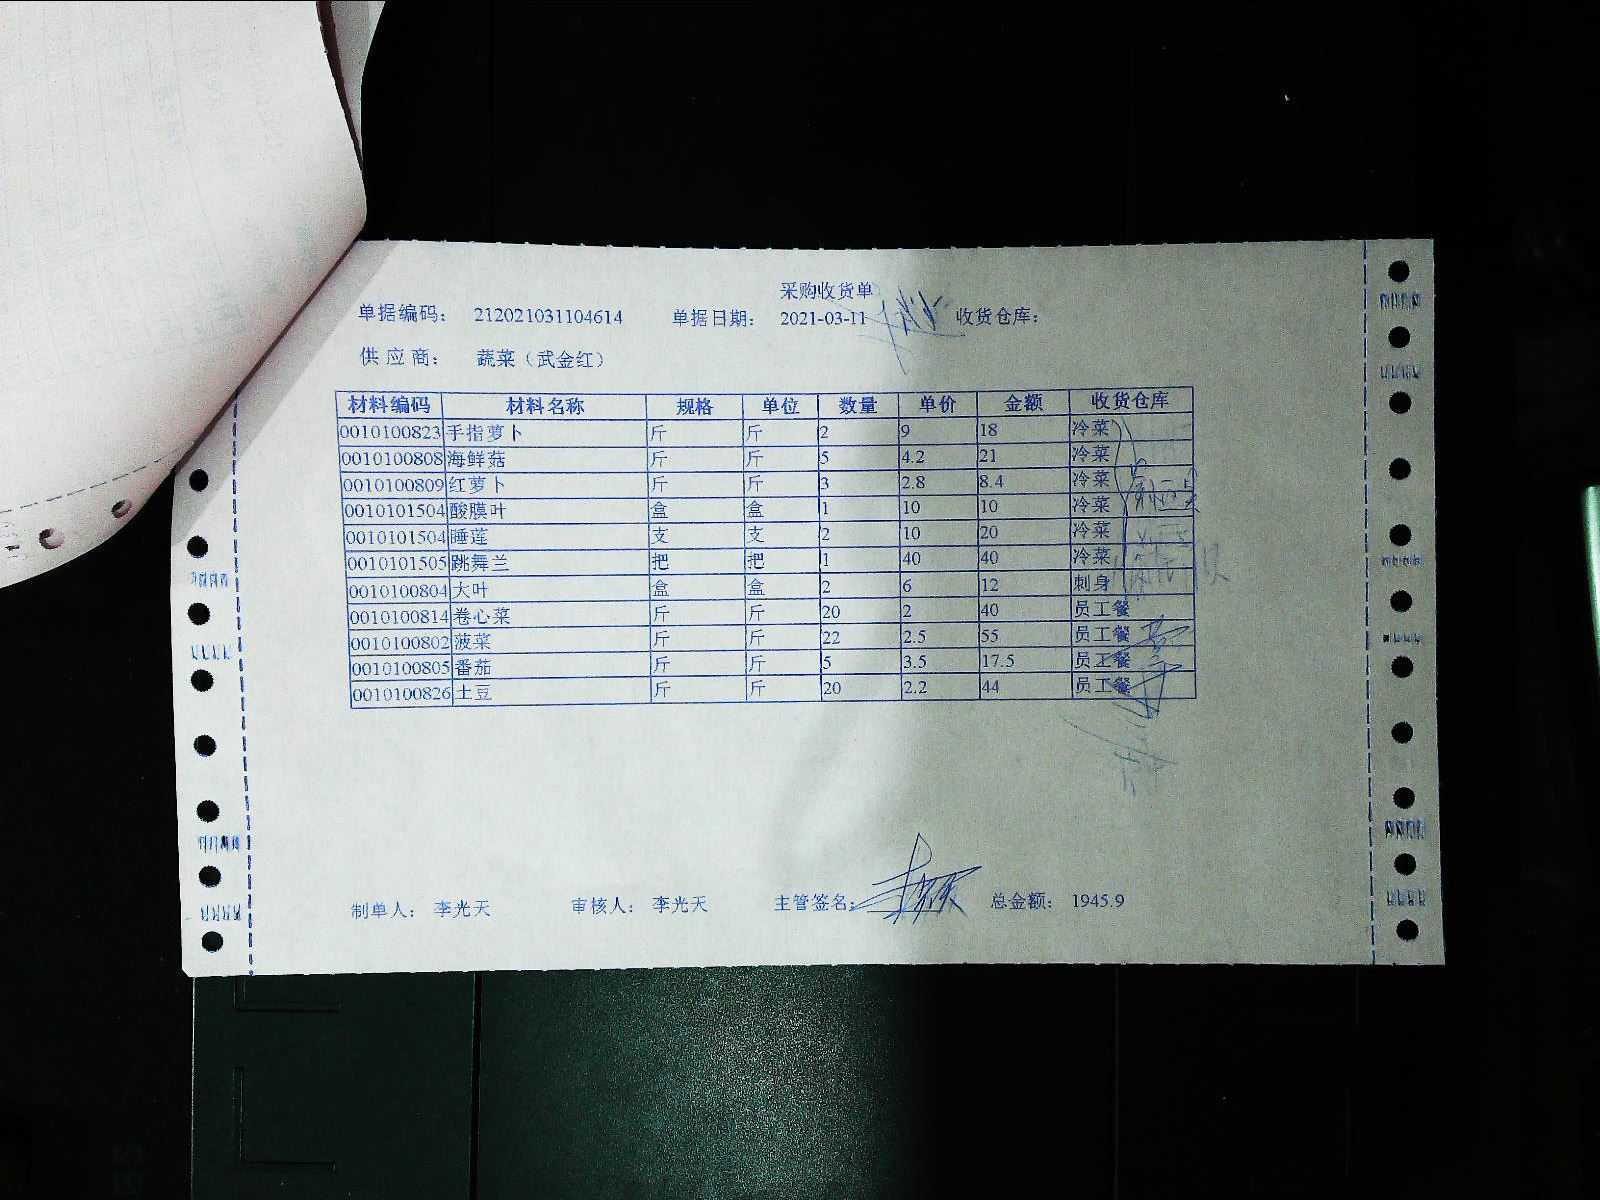 采购收货单
单据编码： 212021031104614 单据日期： 2021-03-11 收货仓库：
供应商： 蔬菜（武金红）
材料编码 材料名称 规格 单位 数量 单价 金额 收货仓库
0010100823 手指萝卜 斤 斤 2 9 18 冷菜
0010100808 海鲜菇 斤 斤 5 4.2 21 冷菜
0010100809 红萝卜 斤 斤 3 2.8 8.4 冷菜
0010101504 酸膜叶 盒 盒 1 10 10 冷菜
0010101504 睡莲 支 支 2 10 20 冷菜
0010101505 跳舞兰 把 把 1 40 40 冷菜
0010100804 大叶 盒 盒 2 6 12 刺身
0010100814 卷心菜 斤 斤 20 2 40 员工餐
0010100802 菠菜 斤 斤 22 2.5 55 员工餐
0010100805 番茄 斤 斤 5 3.5 17.5 员工餐
0010100826 土豆 斤 斤 20 2.2 44 员工餐
制单人： 李光天 审核人： 李光天 主管签名： 总金额： 1945.9